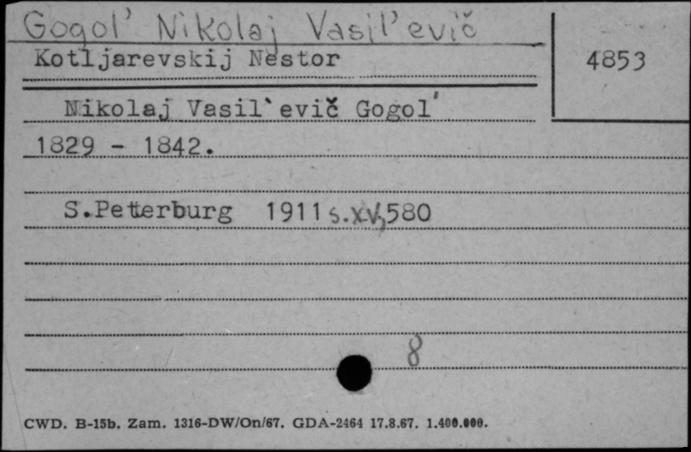 Gogol' Nikolaj Vasil'evič
Kotljarevskij Nestor
4853
Nikolaj Vasil`evič Gogol'
1829 - 1842.
S.Petterburg 1911 s.XV,580
8
CWD. B-15b. Zam. 1316-DW/On/67. GDA-2464 17.8.67. 1.400.000.